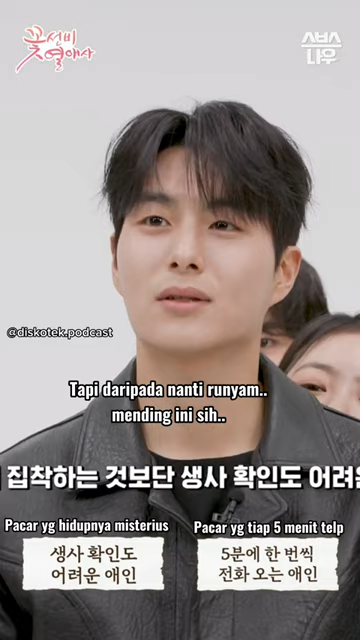 꽃선비
열애사
스브스
나우
@diskotek.podcast
Tapi daripada nanti runyam..
mending ini sih..
집착하는 것보단 생사 확인도 어려운
Pacar yg hidupnya misterius
Pacar yg tiap 5 menit telp
생사 확인도
어려운 애인
5분에 한 번씩
전화 오는 애인